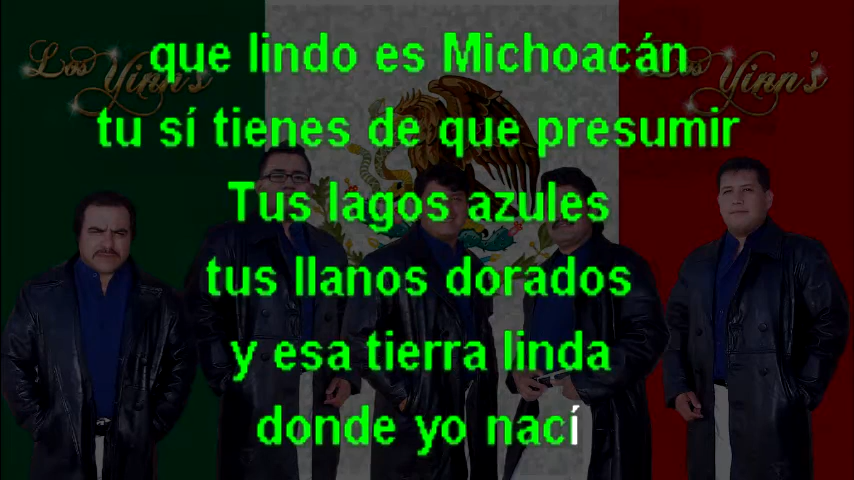 Los Yinn's
Los Yinn's
que lindo es Michoacán
tu sí tienes de que presumir
Tus lagos azules
tus llanos dorados
y esa tierra linda
donde yo nací